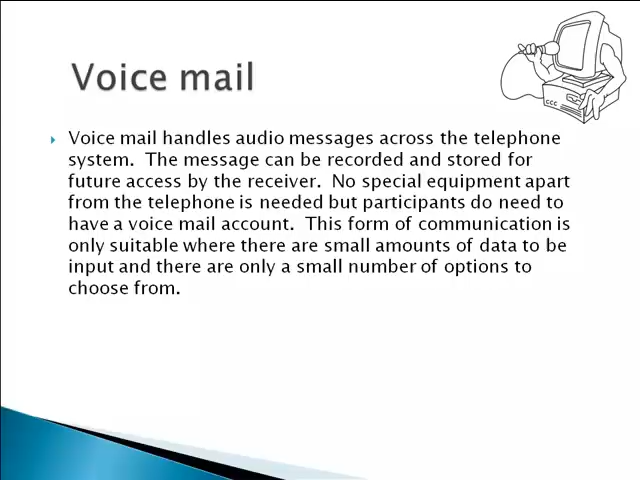 Voice mail
Voice mail handles audio messages across the telephone
system.  The message can be recorded and stored for
future access by the receiver.  No special equipment apart
from the telephone is needed but participants do need to
have a voice mail account.  This form of communication is
only suitable where there are small amounts of data to be
input and there are only a small number of options to
choose from.